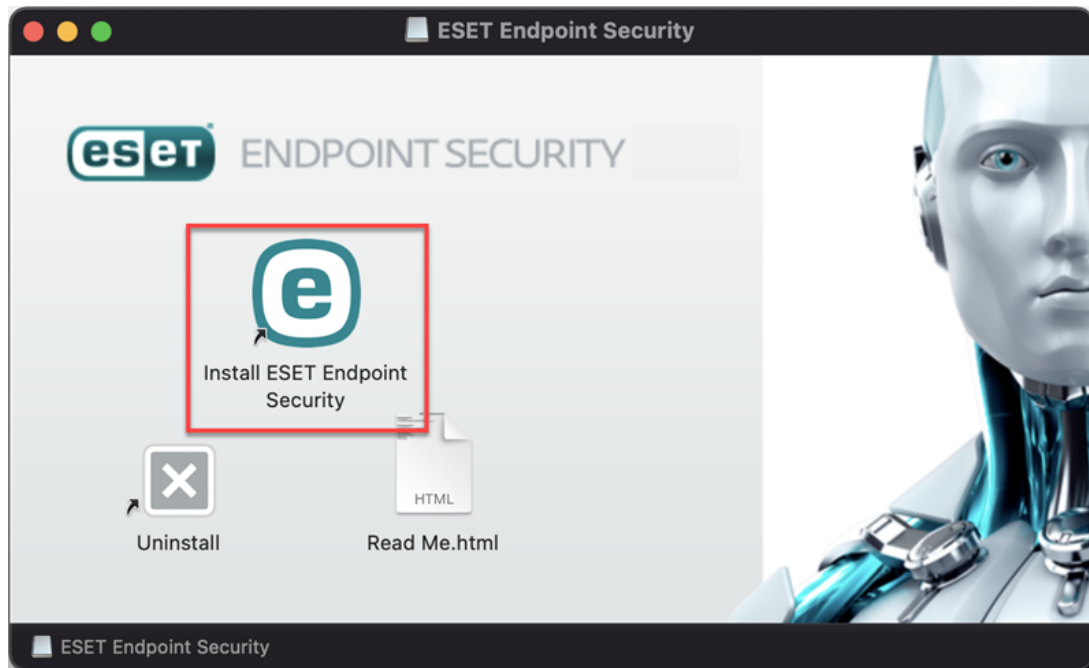 ESET Endpoint Security
eset ENDPOINT SECURITY
e
Install ESET Endpoint
Security
HTML
Uninstall
Read Me.html
ESET Endpoint Security